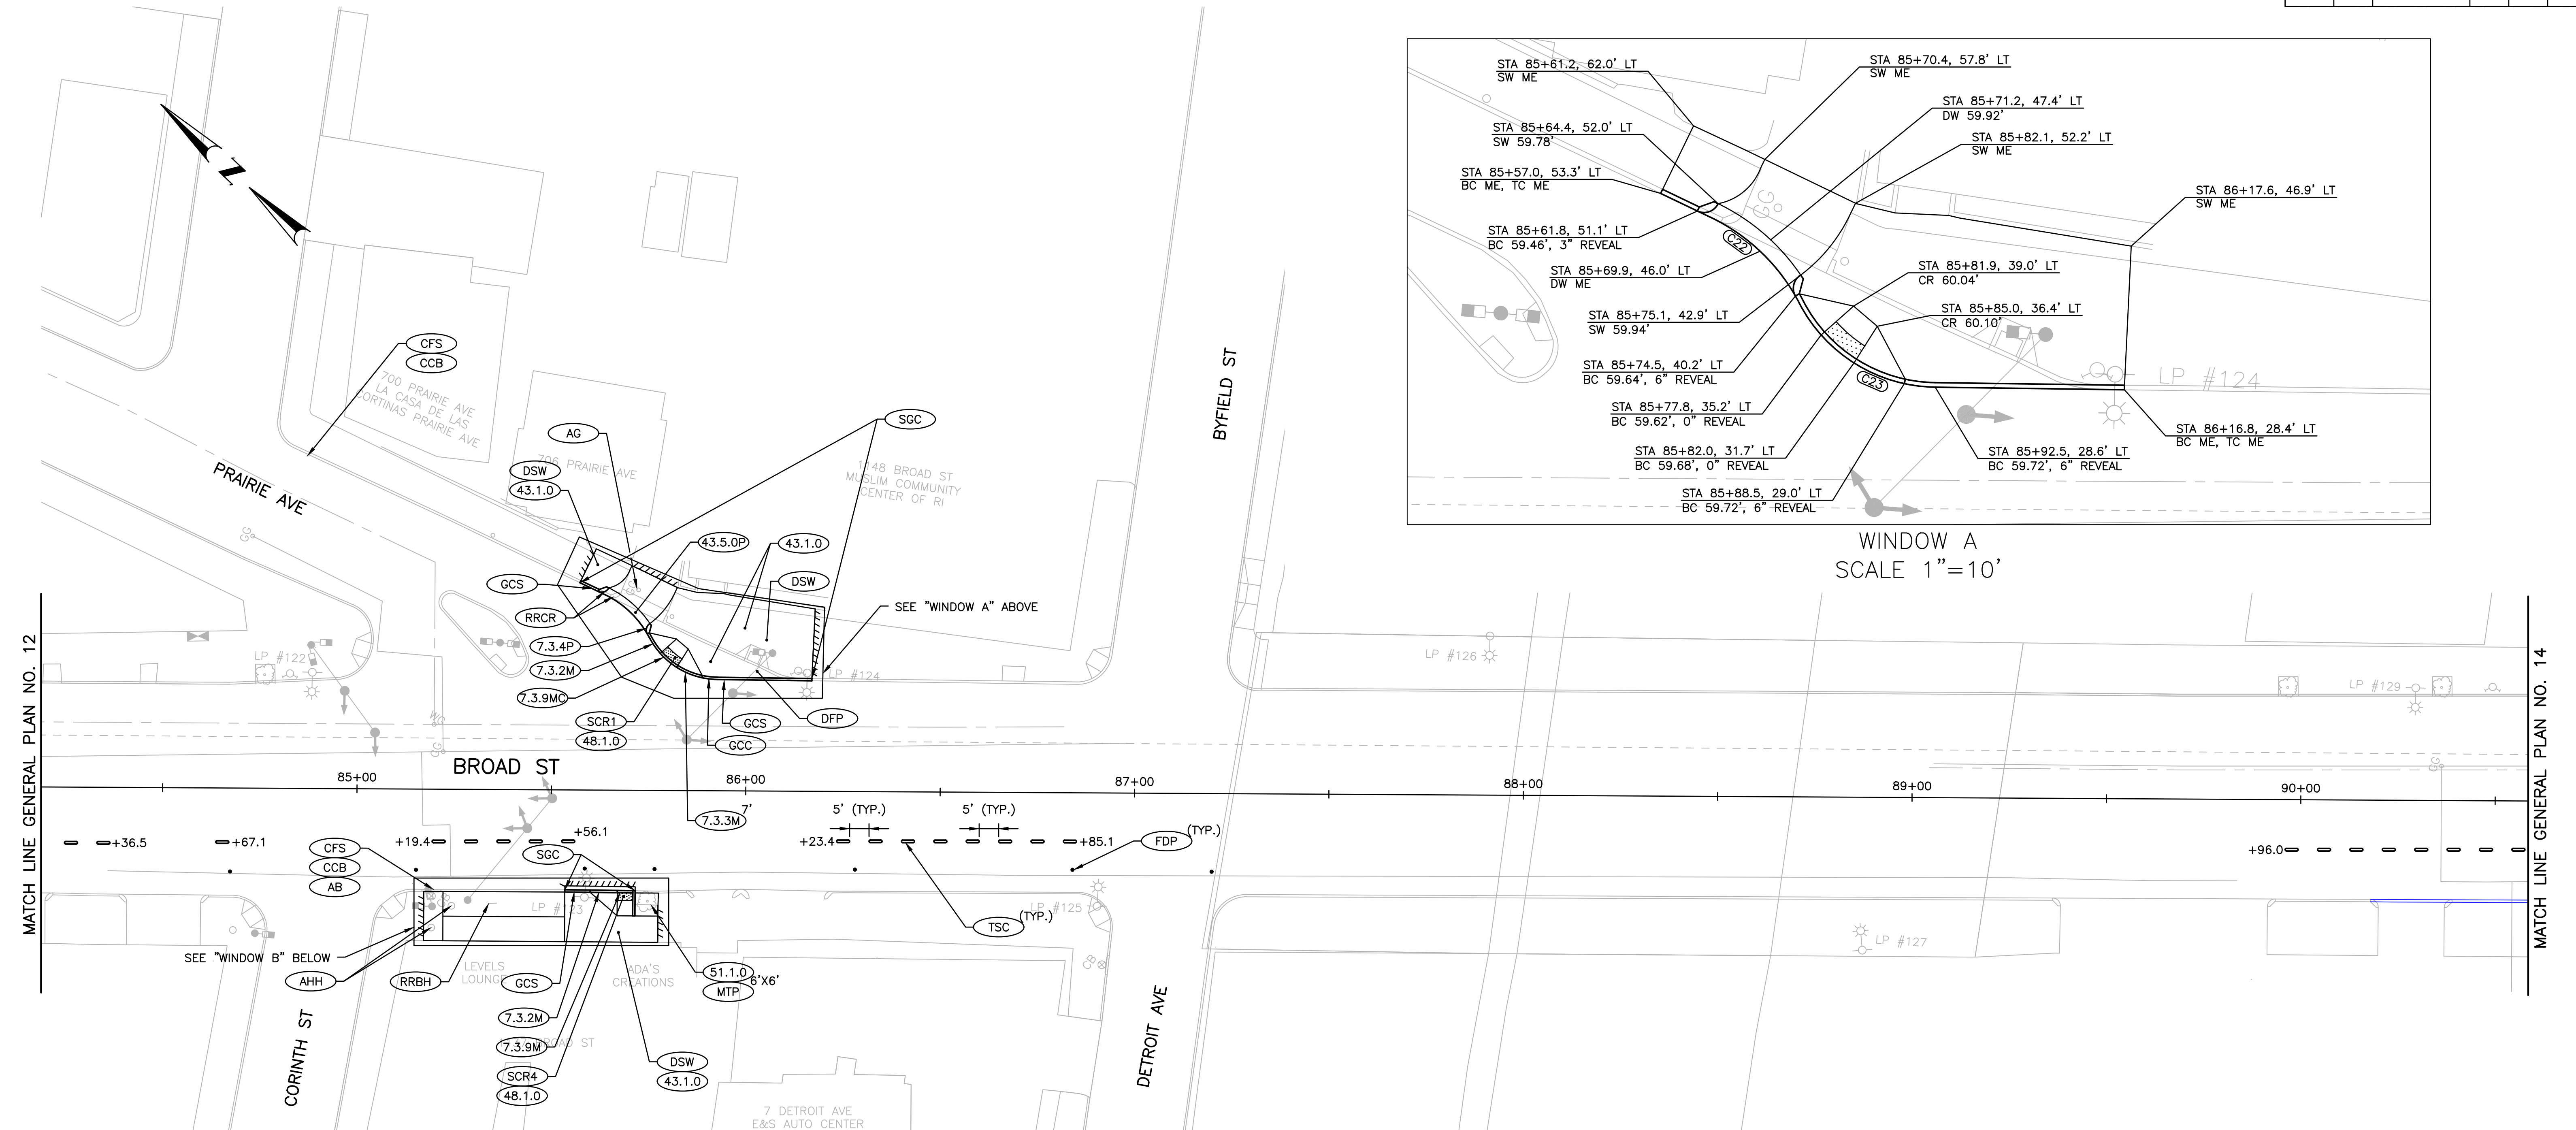 STA 85+61.2, 62.0' LT
SW ME
STA 85+70.4, 57.8' LT
SW ME
STA 85+71.2, 47.4' LT
DW 59.92'
STA 85+64.4, 52.0' LT
SW 59.78'
STA 85+82.1, 52.2' LT
SW ME
STA 85+57.0, 53.3' LT
BC ME, TC ME
STA 86+17.6, 46.9' LT
SW ME
GG
STA 85+61.8, 51.1' LT
BC 59.46', 3" REVEAL
C22
STA 85+69.9, 46.0' LT
DW ME
STA 85+81.9, 39.0' LT
CR 60.04'
STA 85+75.1, 42.9' LT
SW 59.94'
STA 85+85.0, 36.4' LT
CR 60.10'
STA 85+74.5, 40.2' LT
BC 59.64', 6" REVEAL
C23
LP #124
STA 85+77.8, 35.2' LT
BC 59.62', 0" REVEAL
STA 86+16.8, 28.4' LT
BC ME, TC ME
STA 85+82.0, 31.7' LT
BC 59.68', 0" REVEAL
STA 85+92.5, 28.6' LT
BC 59.72', 6" REVEAL
STA 85+88.5, 29.0' LT
BC 59.72', 6" REVEAL
WINDOW A
SCALE 1"=10'
N
CFS
CCB
700 PRAIRIE AVE
LA CASA DE LAS
CORTINAS PRAIRIE AVE
PRAIRIE AVE
BYFIELD ST
SGC
AG
706 PRAIRIE AVE
DSW
43.1.0
1148 BROAD ST
MUSLIM COMMUNITY
CENTER OF RI
GG
43.5.0P
43.1.0
GCS
DSW
GG
SEE "WINDOW A" ABOVE
RRCR
7.3.4P
7.3.2M
7.3.9MC
LP #122
LP #124
LP #126
LP #129
SCR1
48.1.0
GCS
DFP
GCC
WG
GG
GG
MATCH LINE GENERAL PLAN NO. 12
MATCH LINE GENERAL PLAN NO. 14
BROAD ST
85+00
86+00
87+00
88+00
89+00
90+00
7.3.3M
7'
5' (TYP.)
5' (TYP.)
+36.5
+67.1
+19.4
+56.1
+23.4
+85.1
FDP
(TYP.)
+96.0
CFS
CCB
AB
SGC
LP #123
LP #125
TSC
(TYP.)
LP #127
SEE "WINDOW B" BELOW
AHH
RRBH
LEVELS
LOUNGE
GCS
ADA'S
CREATIONS
51.1.0
MTP
6'X6'
CB
7.3.2M
7.3.9M
BROAD ST
SCR4
48.1.0
DSW
43.1.0
CORINTH ST
DETROIT AVE
7 DETROIT AVE
E&S AUTO CENTER